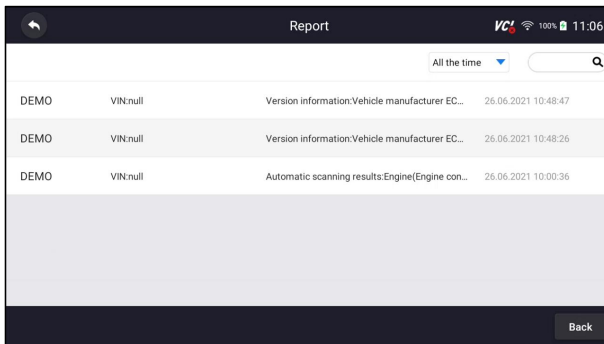 Report
VCI 100% 11:06
All the time
DEMO VIN:null Version information:Vehicle manufacturer EC... 26.06.2021 10:48:47
DEMO VIN:null Version information:Vehicle manufacturer EC... 26.06.2021 10:48:26
DEMO VIN:null Automatic scanning results:Engine(Engine con... 26.06.2021 10:00:36
Back